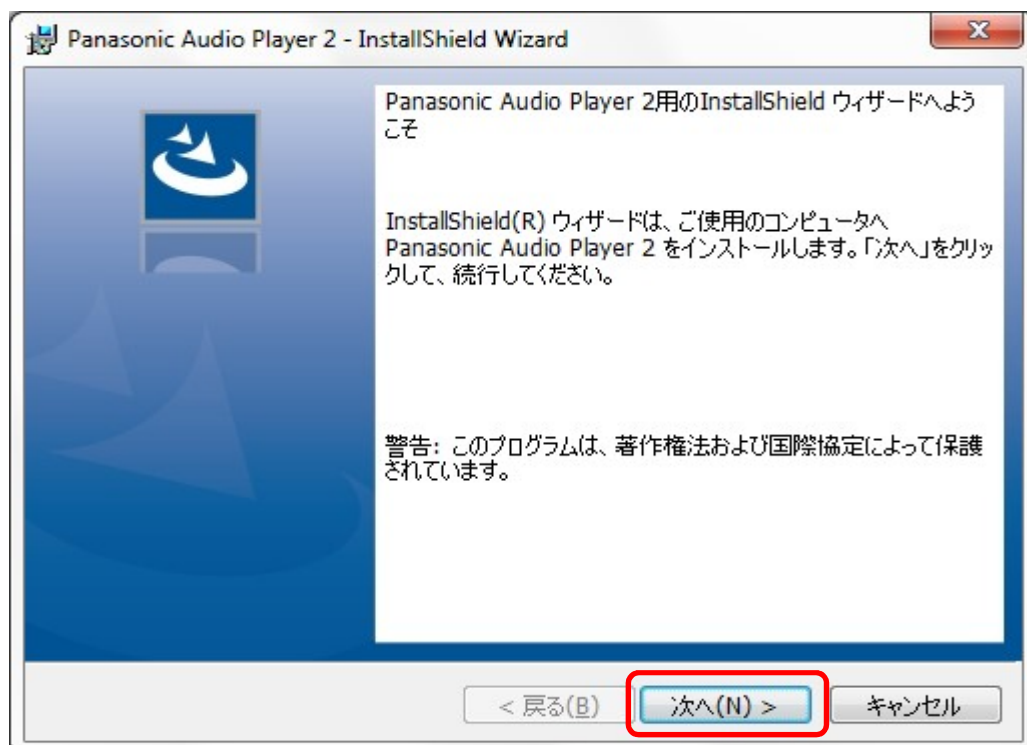 Panasonic Audio Player 2 - InstallShield Wizard
Panasonic Audio Player 2用のInstallShield ウィザードへよう
こそ
InstallShield(R) ウィザードは、ご使用のコンピュータへ
Panasonic Audio Player 2 をインストールします。「次へ」をクリッ
クして、続行してください。
警告: このプログラムは、著作権法および国際協定によって保護
されています。
< 戻る(B)
次へ(N) >
キャンセル